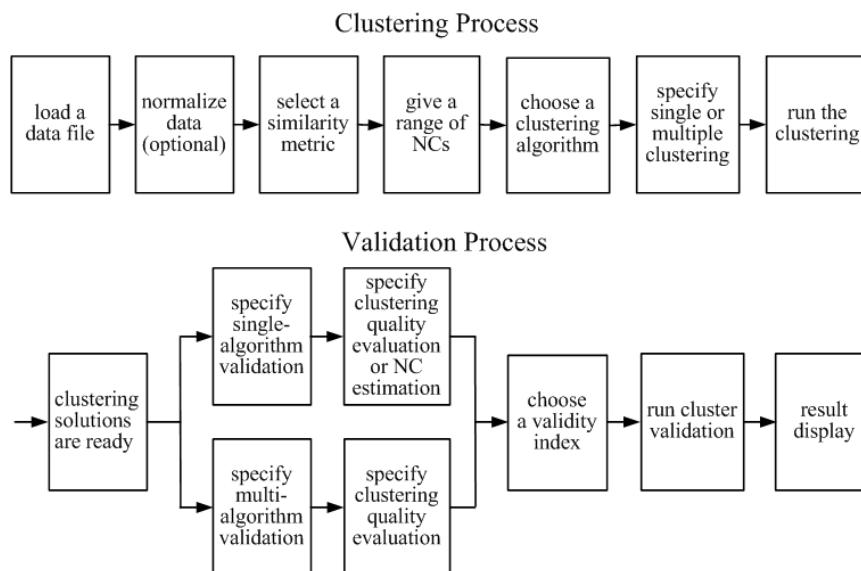 Clustering Process
load a
data file
normalize
data
(optional)
select a
similarity
metric
give a
range of
NCs
choose a
clustering
algorithm
specify
single or
multiple
clustering
run the
clustering
Validation Process
clustering
solutions
are ready
specify
single-
algorithm
validation
specify
clustering
quality
evaluation
or NC
estimation
specify
multi-
algorithm
validation
specify
clustering
quality
evaluation
choose
a validity
index
run cluster
validation
result
display